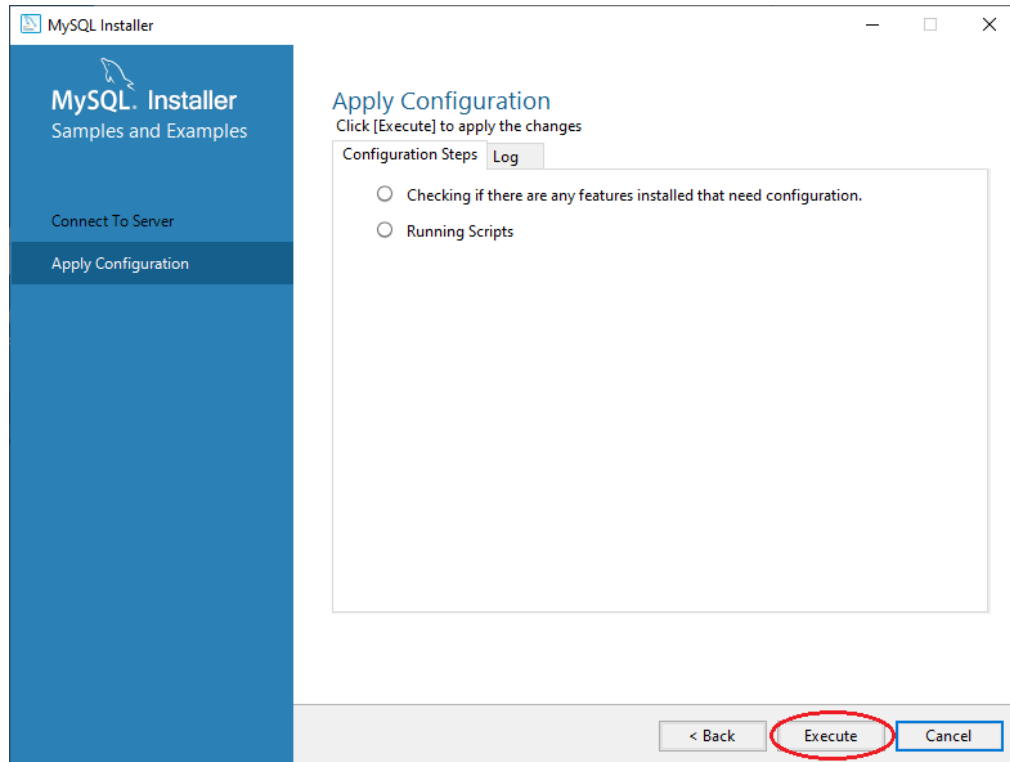 MySQL Installer
MySQL. Installer
Samples and Examples
Connect To Server
Apply Configuration
Apply Configuration
Click [Execute] to apply the changes
Configuration Steps Log
Checking if there are any features installed that need configuration.
Running Scripts
< Back Execute Cancel